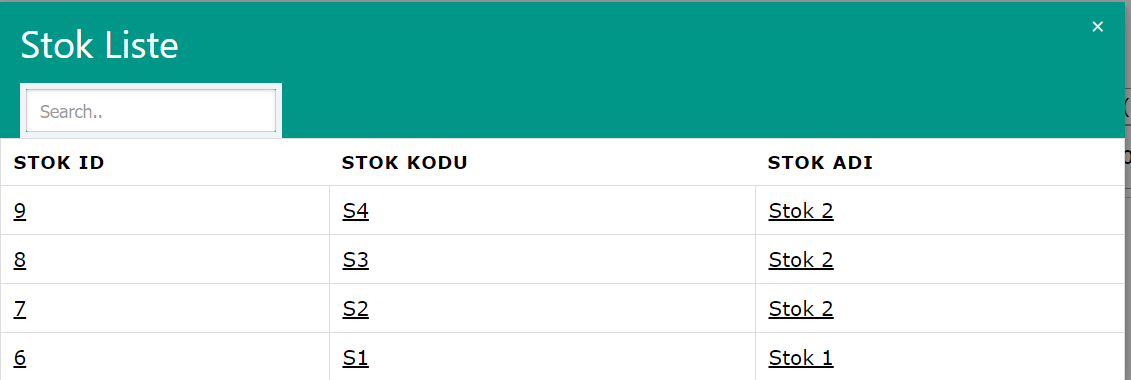 Stok Liste
×
Search..
STOK ID STOK KODU STOK ADI
9 S4 Stok 2
8 S3 Stok 2
7 S2 Stok 2
6 S1 Stok 1